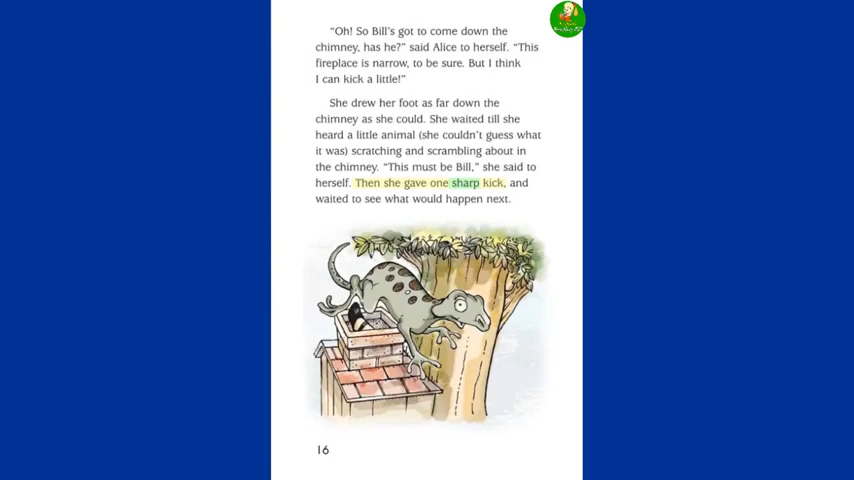 “Oh! So Bill’s got to come down the
chimney, has he?” said Alice to herself. “This
fireplace is narrow, to be sure. But I think
I can kick a little!”
She drew her foot as far down the
chimney as she could. She waited till she
heard a little animal (she couldn’t guess what
it was) scratching and scrambling about in
the chimney. “This must be Bill,” she said to
herself. Then she gave one sharp kick, and
waited to see what would happen next.
16